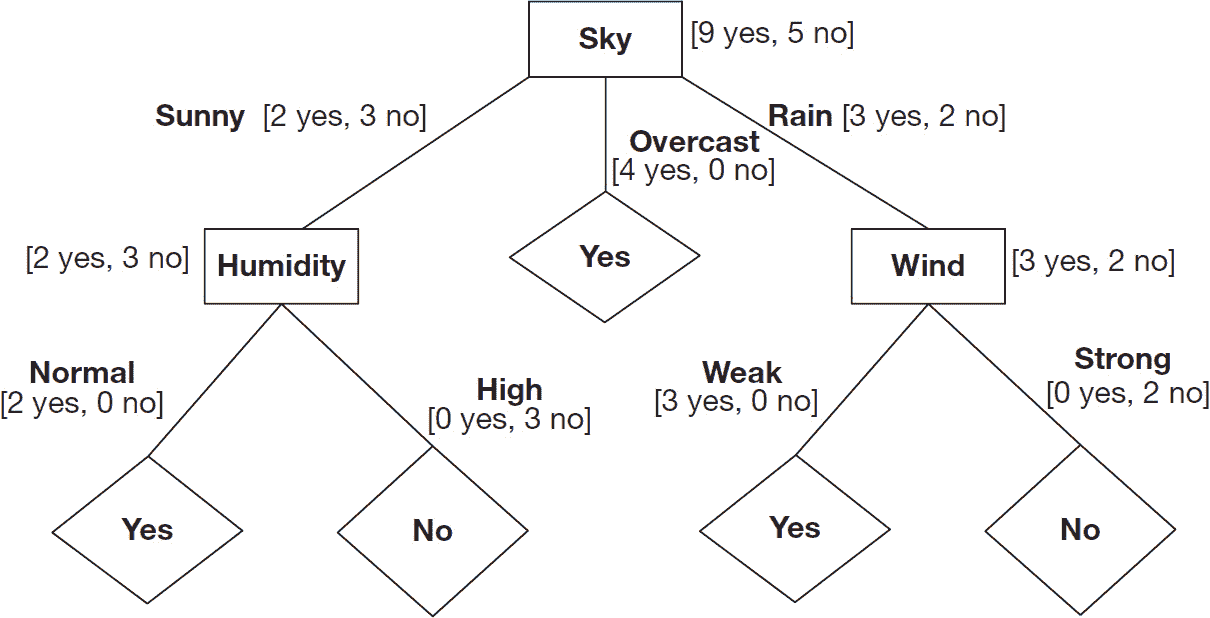 Sky [9 yes, 5 no]
Sunny [2 yes, 3 no]
Rain [3 yes, 2 no]
Overcast
[4 yes, 0 no]
[2 yes, 3 no] Humidity
Yes
Wind [3 yes, 2 no]
Normal
[2 yes, 0 no]
High
[0 yes, 3 no]
Weak
[3 yes, 0 no]
Strong
[0 yes, 2 no]
Yes
No
Yes
No